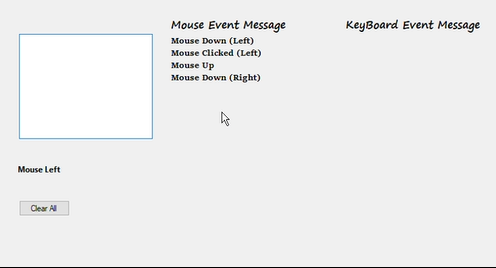 Mouse Event Message
KeyBoard Event Message
Mouse Down (Left)
Mouse Clicked (Left)
Mouse Up
Mouse Down (Right)
Mouse Left
Clear All